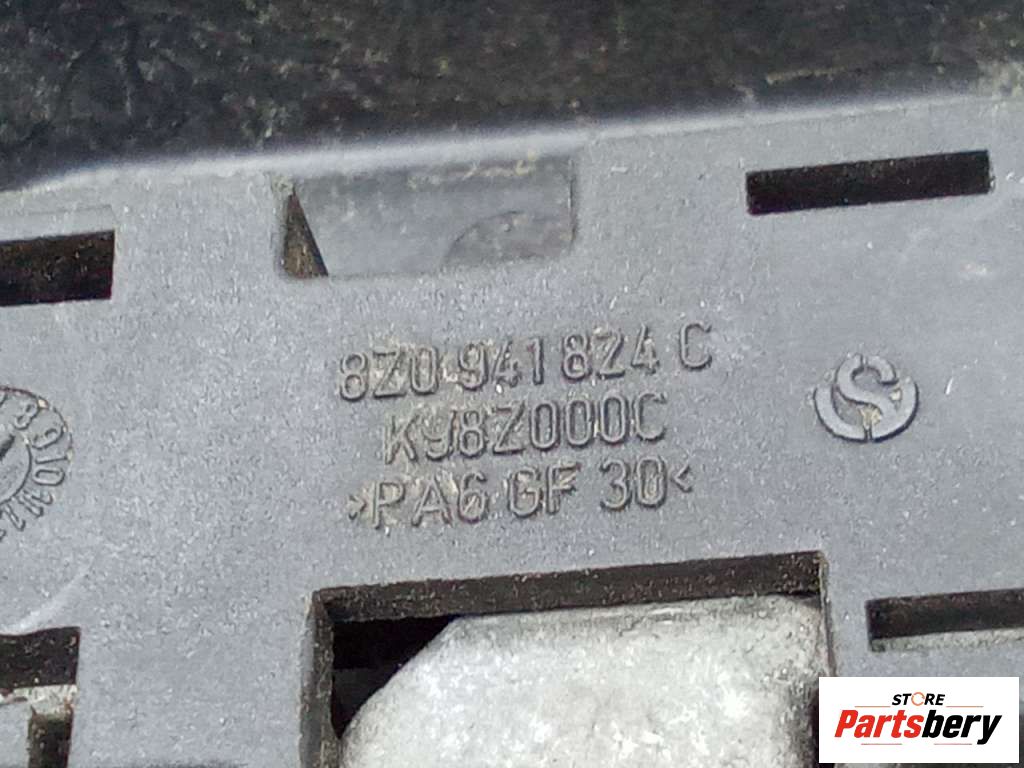 8Z0 941 824 C
K98Z000C
>PA6 GF 30<
S
STORE
Partsbery